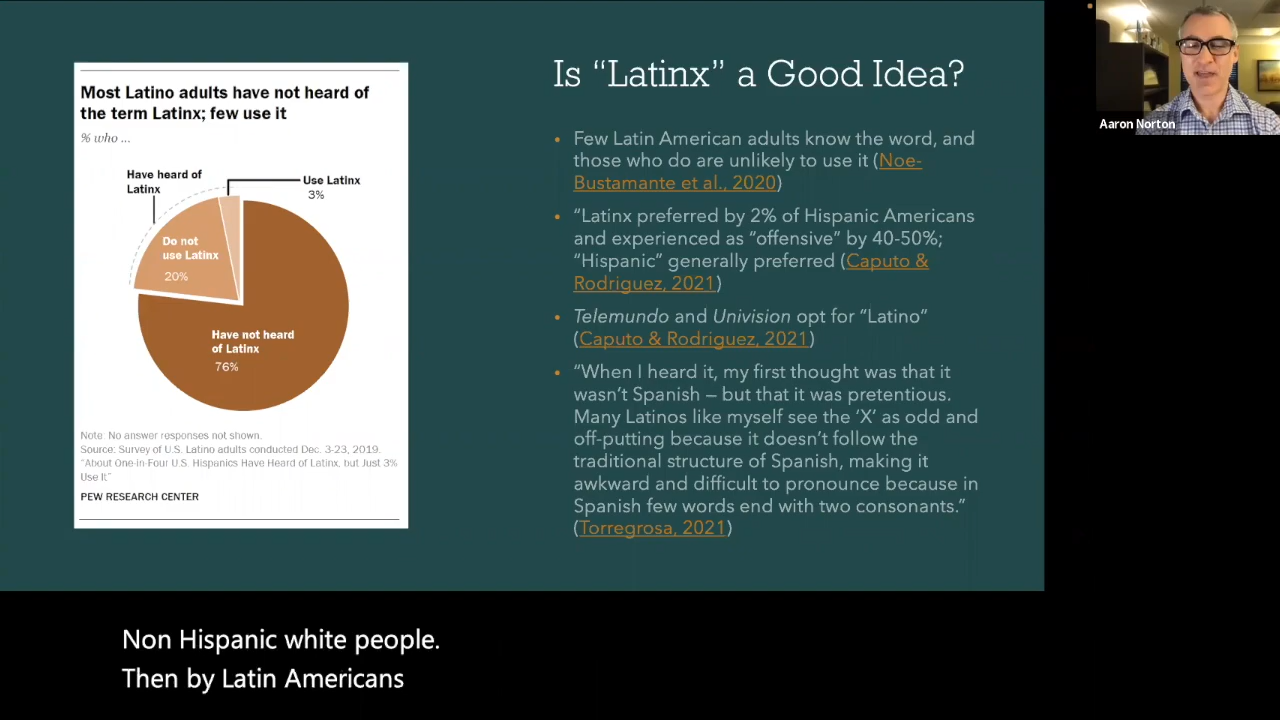 Most Latino adults have not heard of
the term Latinx; few use it
% who ...
Have heard of
Latinx
Use Latinx
3%
Do not
use Latinx
20%
Have not heard
of Latinx
76%
Note: No answer responses not shown.
Source: Survey of U.S. Latino adults conducted Dec. 3-23, 2019.
"About One-in-Four U.S. Hispanics Have Heard of Latinx, but Just 3%
Use It"
PEW RESEARCH CENTER
Is “Latinx” a Good Idea?
• Few Latin American adults know the word, and
those who do are unlikely to use it (Noe-
Bustamante et al., 2020)
• “Latinx preferred by 2% of Hispanic Americans
and experienced as “offensive” by 40-50%;
“Hispanic” generally preferred (Caputo &
Rodriguez, 2021)
• Telemundo and Univision opt for “Latino”
(Caputo & Rodriguez, 2021)
• “When I heard it, my first thought was that it
wasn’t Spanish – but that it was pretentious.
Many Latinos like myself see the ‘X’ as odd and
off-putting because it doesn’t follow the
traditional structure of Spanish, making it
awkward and difficult to pronounce because in
Spanish few words end with two consonants.”
(Torregrosa, 2021)
Aaron Norton
Non Hispanic white people.
Then by Latin Americans